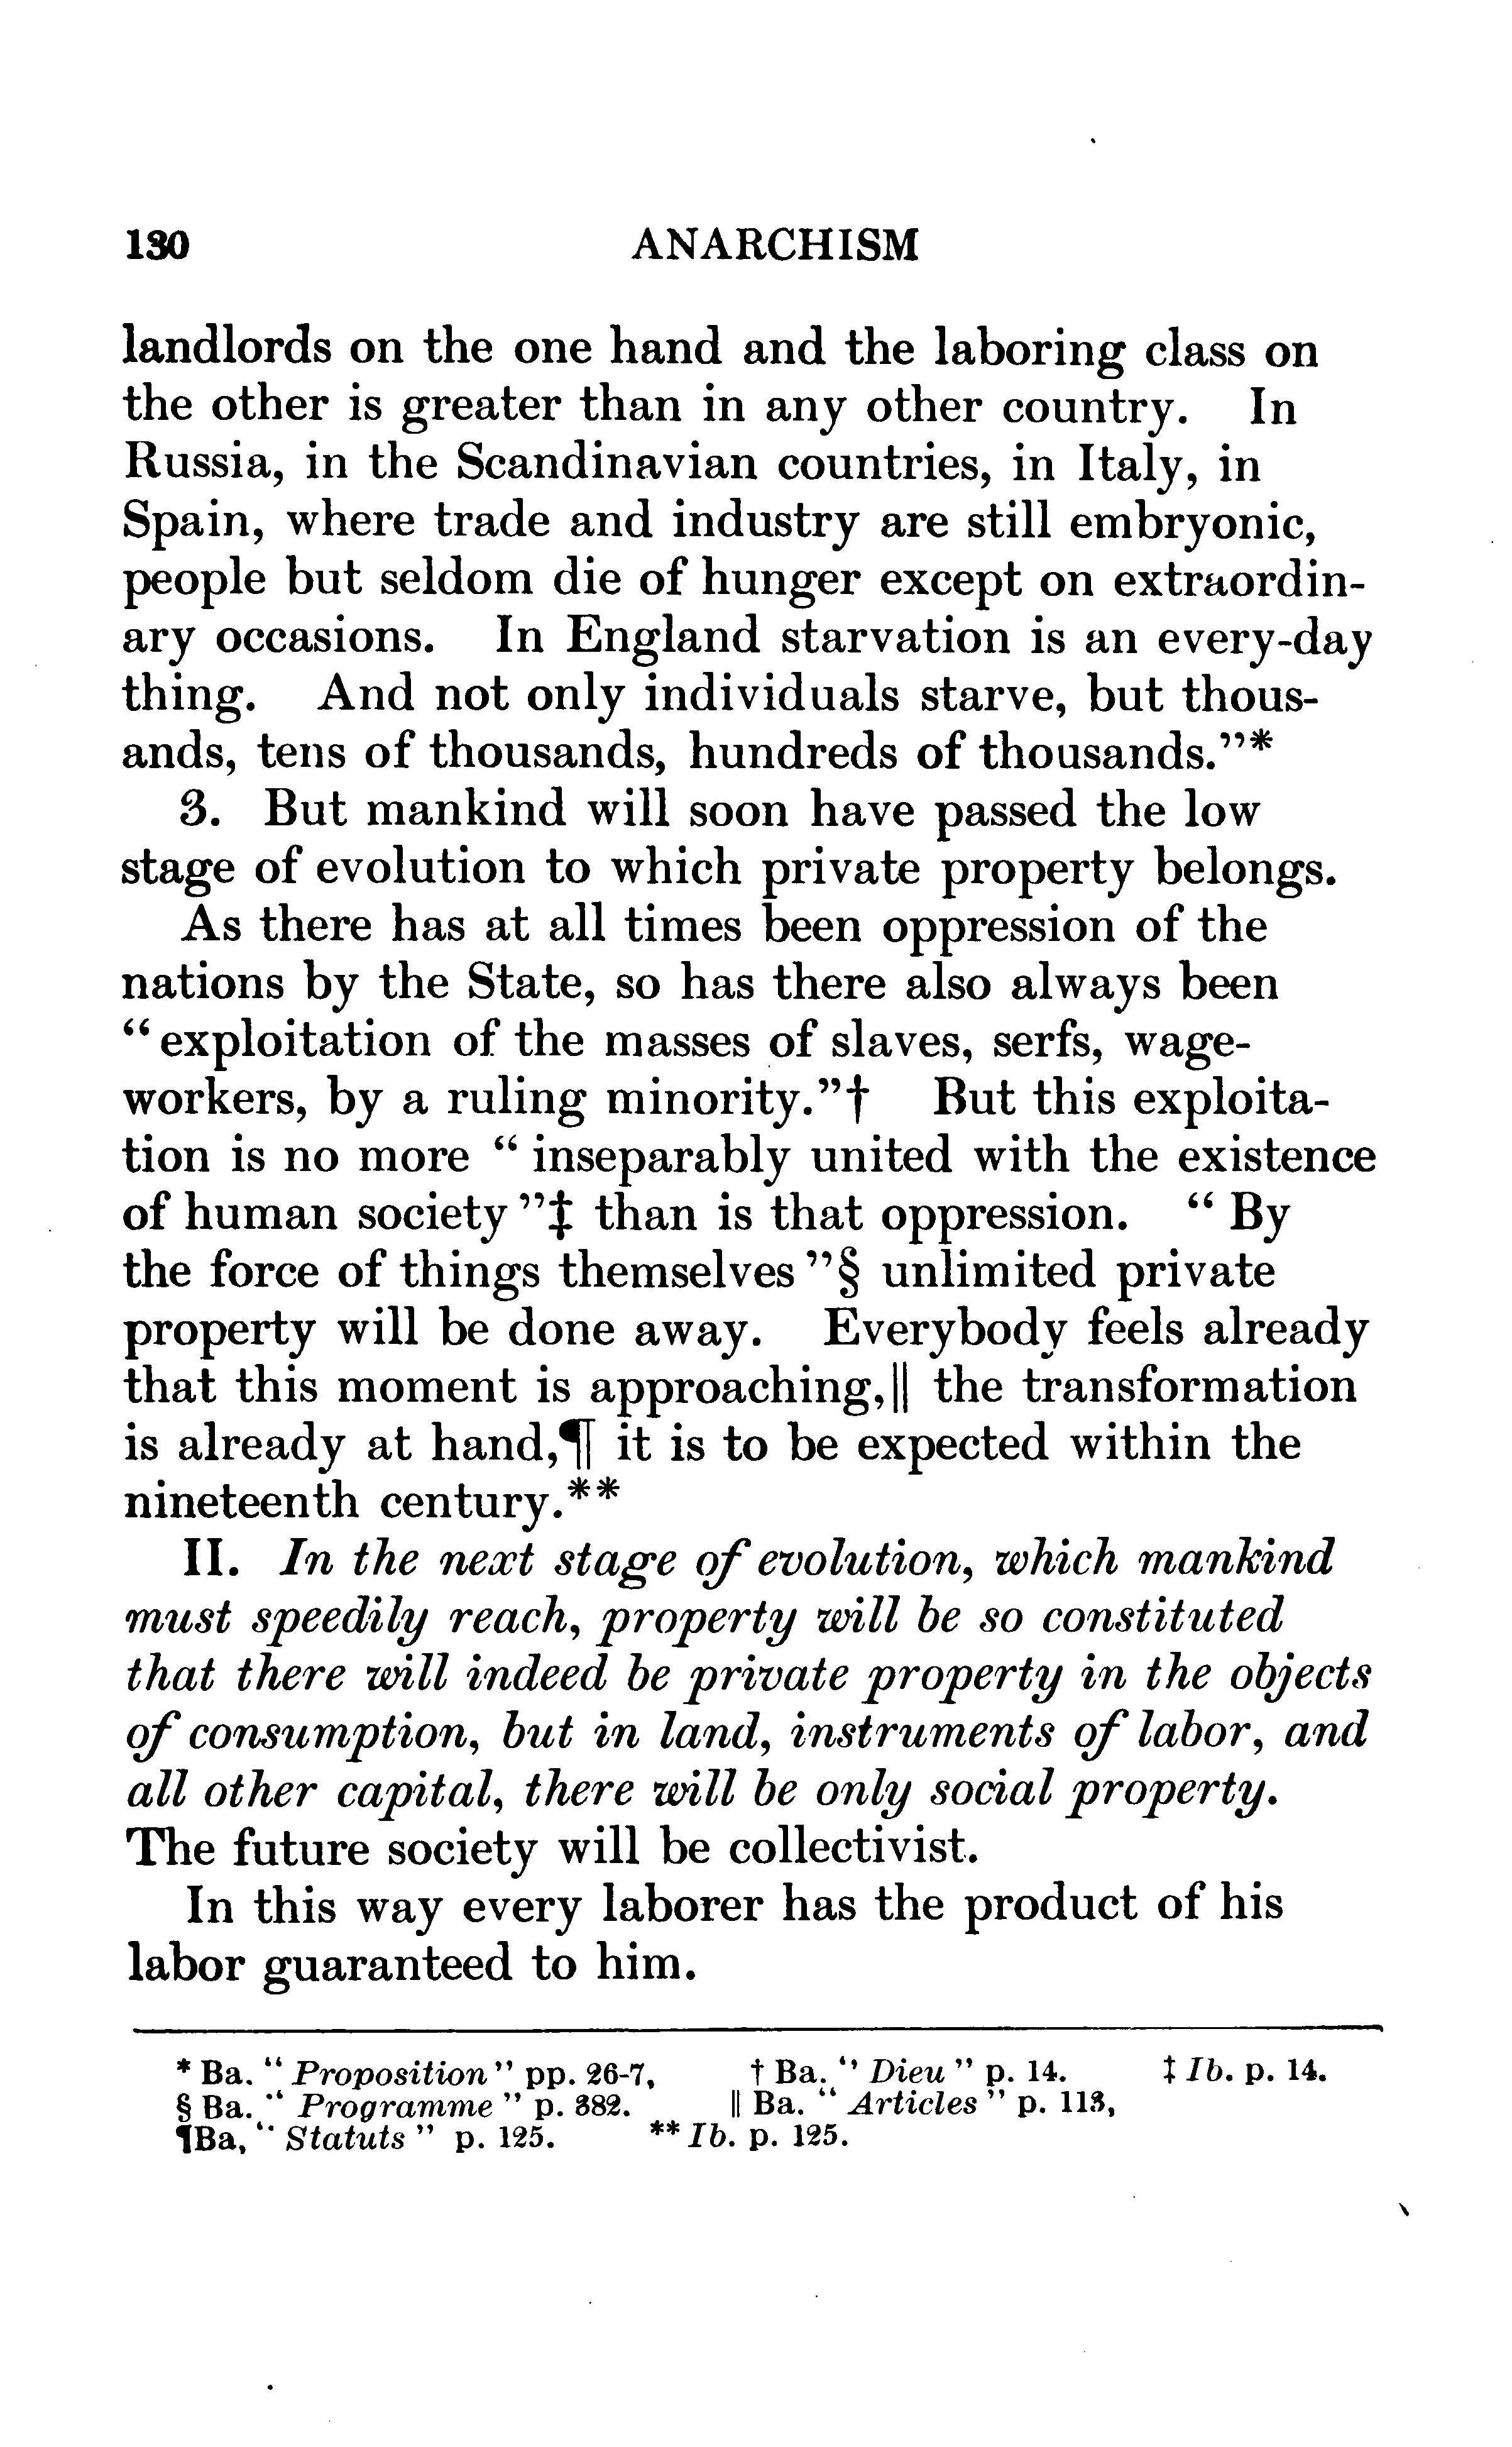 130 ANARCHISM
landlords on the one hand and the laboring class on
the other is greater than in any other country. In
Russia, in the Scandinavian countries, in Italy, in
Spain, where trade and industry are still embryonic,
people but seldom die of hunger except on extraordin-
ary occasions. In England starvation is an every-day
thing. And not only individuals starve, but thous-
ands, tens of thousands, hundreds of thousands.”*
3. But mankind will soon have passed the low
stage of evolution to which private property belongs.
As there has at all times been oppression of the
nations by the State, so has there also always been
“ exploitation of the masses of slaves, serfs, wage-
workers, by a ruling minority.”† But this exploita-
tion is no more “ inseparably united with the existence
of human society ”‡ than is that oppression. “ By
the force of things themselves ”§ unlimited private
property will be done away. Everybody feels already
that this moment is approaching,‖ the transformation
is already at hand,¶ it is to be expected within the
nineteenth century.**
II. In the next stage of evolution, which mankind
must speedily reach, property will be so constituted
that there will indeed be private property in the objects
of consumption, but in land, instruments of labor, and
all other capital, there will be only social property.
The future society will be collectivist.
In this way every laborer has the product of his
labor guaranteed to him.
* Ba. “ Proposition ” pp. 26-7. † Ba. “ Dieu ” p. 14. ‡ Ib. p. 14.
§ Ba. “ Programme ” p. 382. ‖ Ba. “ Articles ” p. 113,
¶Ba, “ Statuts ” p. 125. ** Ib. p. 125.